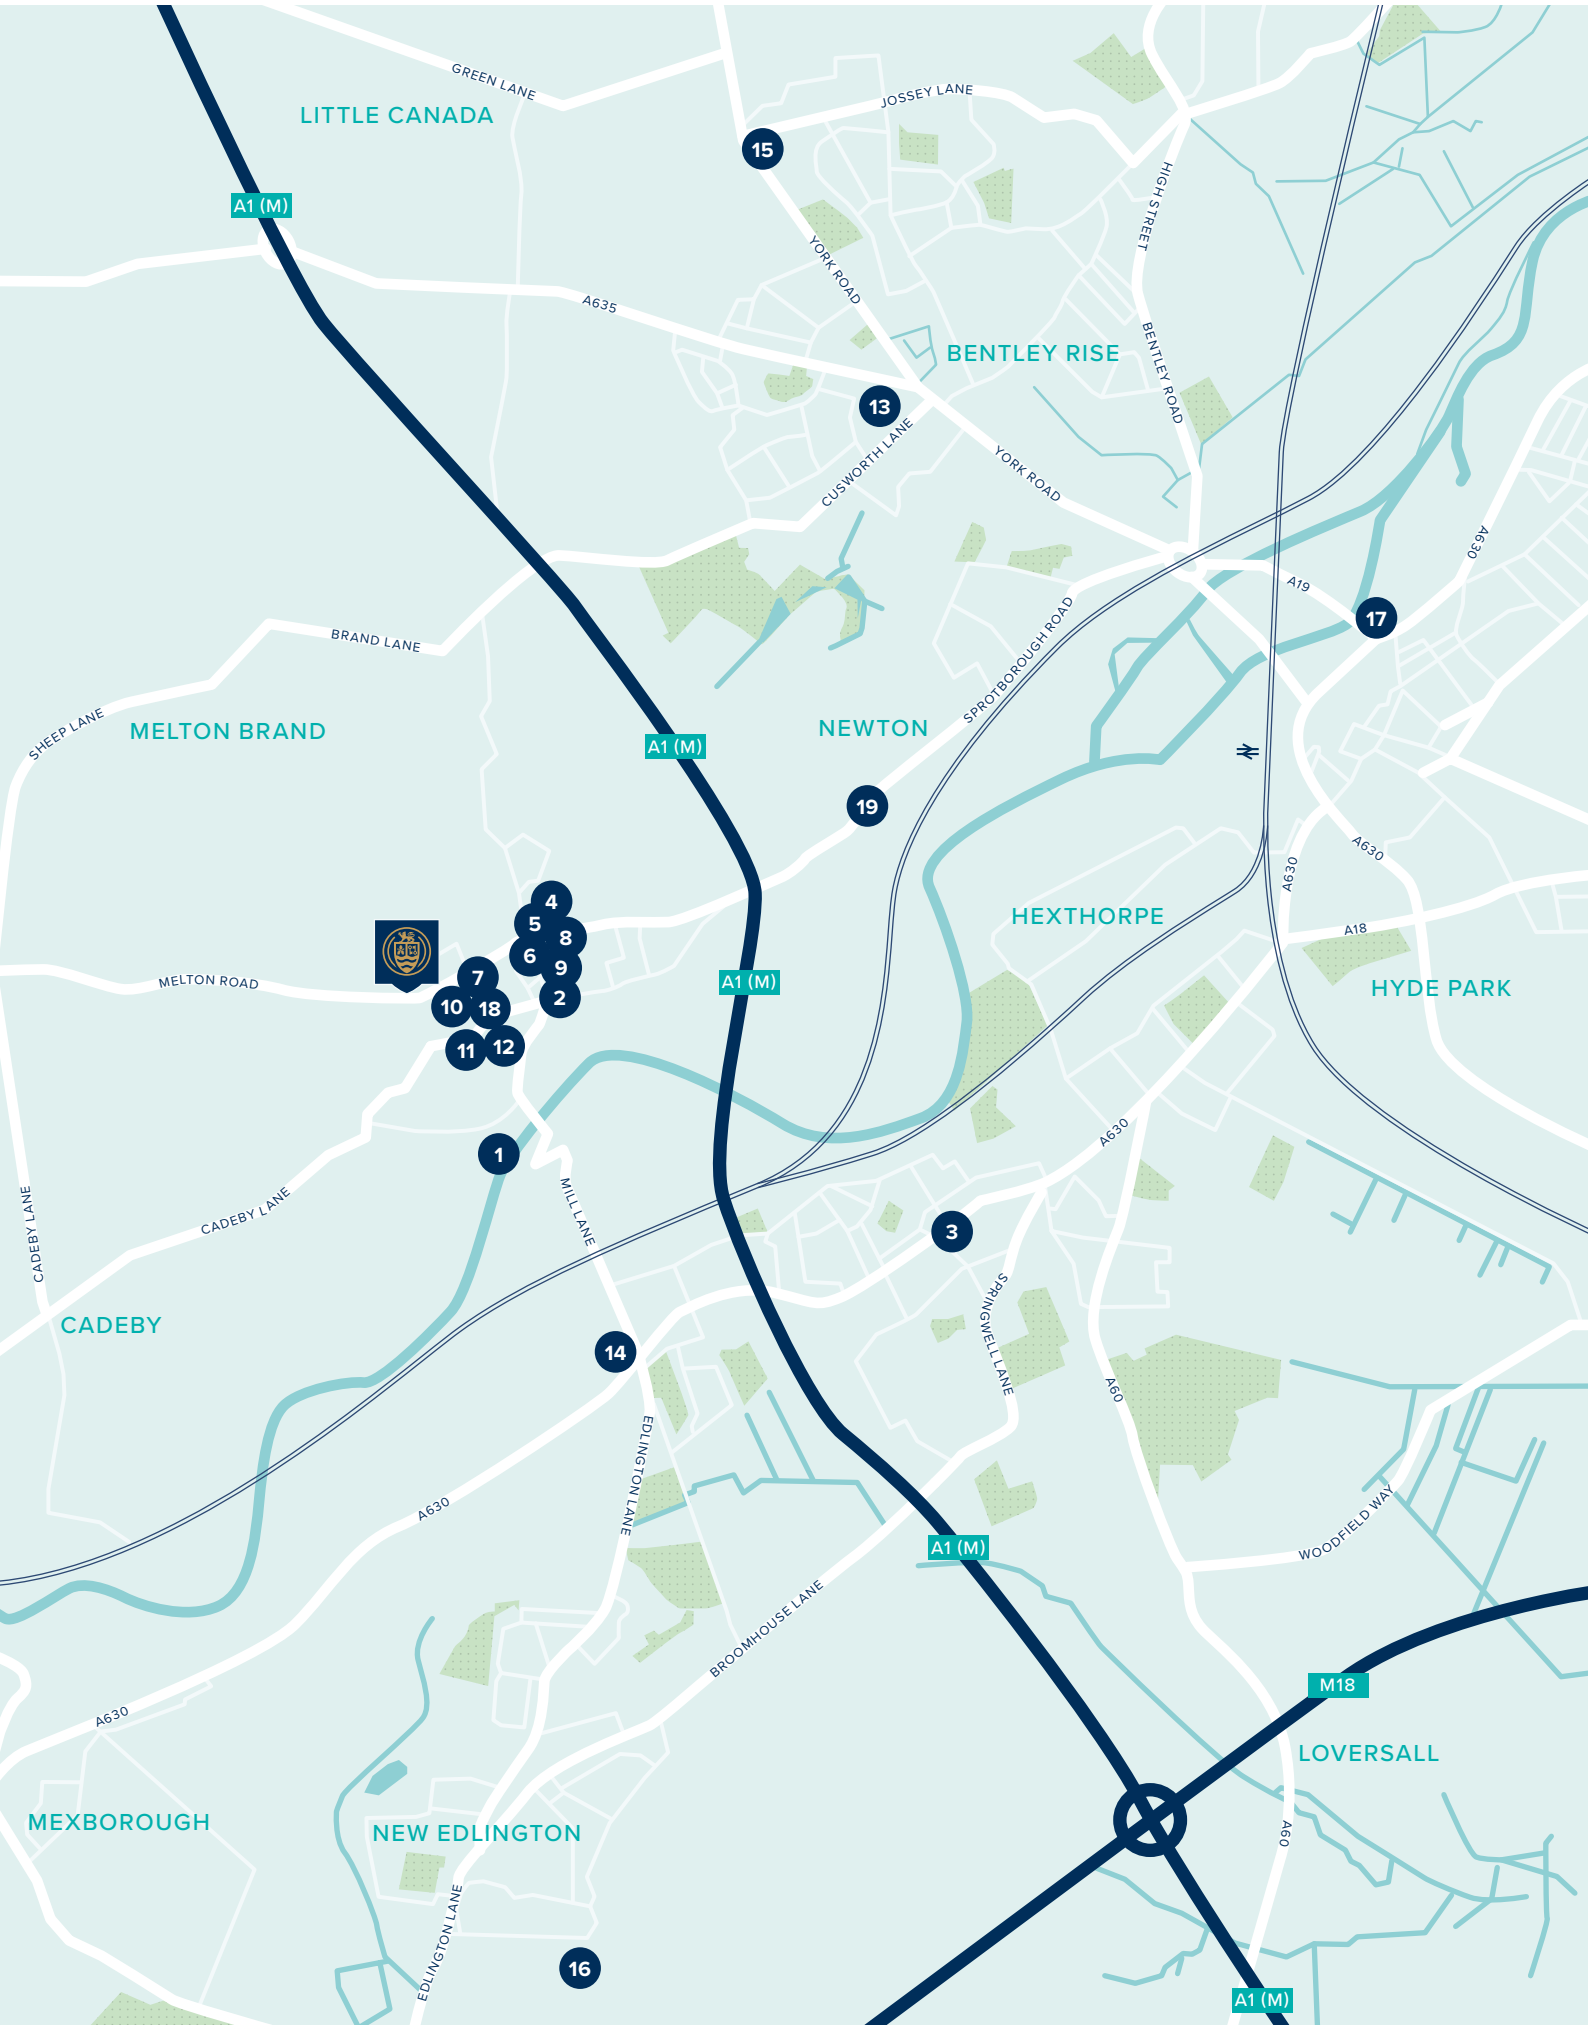 GREEN LANE
LITTLE CANADA
JOSSEY LANE
15
A1 (M)
HIGH STREET
YORK ROAD
A635
BENTLEY RISE
BENTLEY ROAD
13
CUSWORTH LANE
YORK ROAD
A630
A19
17
BRAND LANE
SPROTBOROUGH ROAD
SHEEP LANE
MELTON BRAND
NEWTON
A1 (M)
19
A630
A630
4
5
8
HEXTHORPE
A18
6
9
7
MELTON ROAD
A1 (M)
HYDE PARK
2
10
18
11
12
A630
1
MILL LANE
CADEBY LANE
CADEBY LANE
3
SPRINGWELL LANE
CADEBY
14
A60
EDLINGTON LANE
A630
WOODFIELD WAY
A1 (M)
BROOMHOUSE LANE
M18
A630
LOVERSALL
MEXBOROUGH
NEW EDLINGTON
A60
EDLINGTON LANE
16
A1 (M)